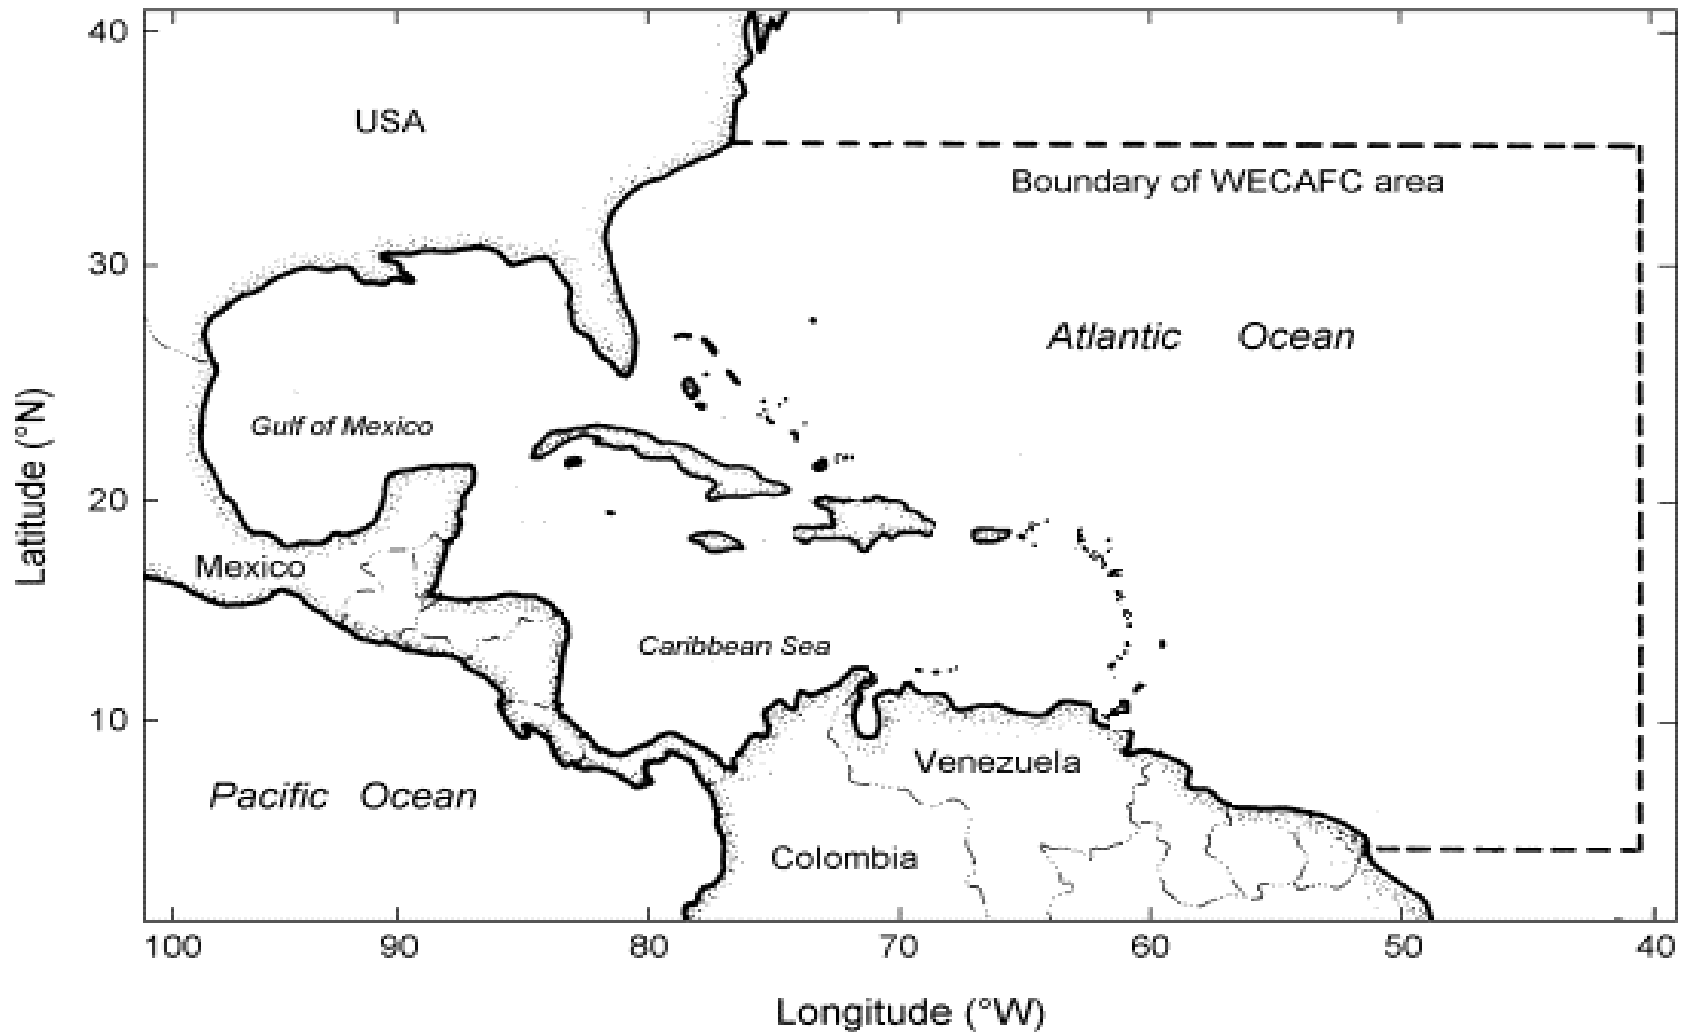 40
USA
Boundary of WECAFC area
30
Atlantic Ocean
Gulf of Mexico
Latitude (°N)
20
Mexico
Caribbean Sea
10
Venezuela
Pacific Ocean
Colombia
100 90 80 70 60 50 40
Longitude (°W)